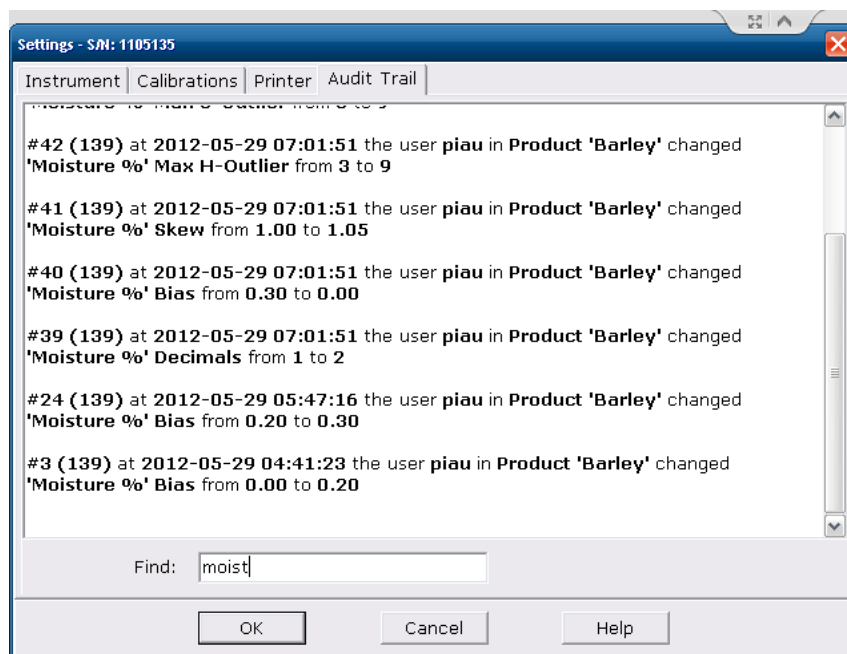 Settings - S/N: 1105135
Instrument Calibrations Printer Audit Trail
#42 (139) at 2012-05-29 07:01:51 the user piau in Product 'Barley' changed
'Moisture %' Max H-Outlier from 3 to 9
#41 (139) at 2012-05-29 07:01:51 the user piau in Product 'Barley' changed
'Moisture %' Skew from 1.00 to 1.05
#40 (139) at 2012-05-29 07:01:51 the user piau in Product 'Barley' changed
'Moisture %' Bias from 0.30 to 0.00
#39 (139) at 2012-05-29 07:01:51 the user piau in Product 'Barley' changed
'Moisture %' Decimals from 1 to 2
#24 (139) at 2012-05-29 05:47:16 the user piau in Product 'Barley' changed
'Moisture %' Bias from 0.20 to 0.30
#3 (139) at 2012-05-29 04:41:23 the user piau in Product 'Barley' changed
'Moisture %' Bias from 0.00 to 0.20
Find: moist
OK Cancel Help